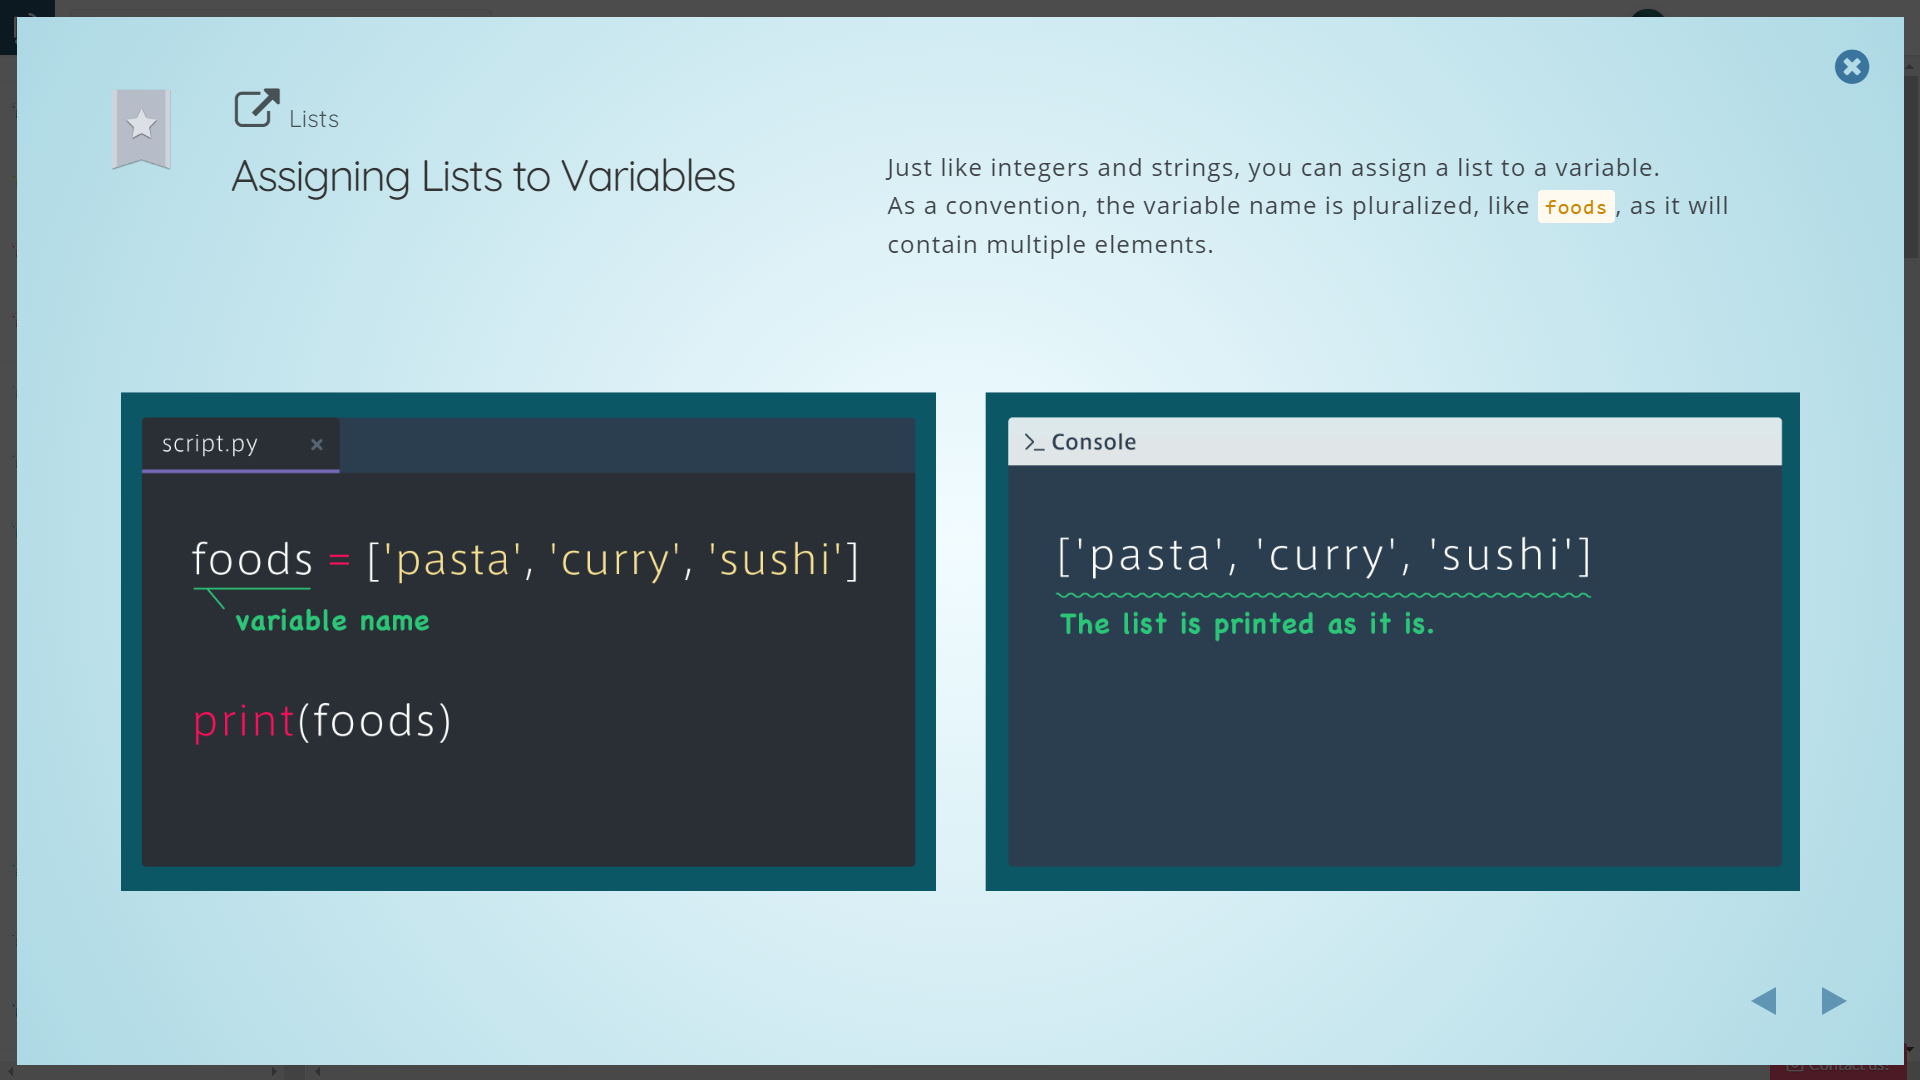 Lists
Assigning Lists to Variables
Just like integers and strings, you can assign a list to a variable.
As a convention, the variable name is pluralized, like foods, as it will
contain multiple elements.
script.py ×
foods = ['pasta', 'curry', 'sushi']
variable name
print(foods)
>_ Console
['pasta', 'curry', 'sushi']
The list is printed as it is.
Contact us!